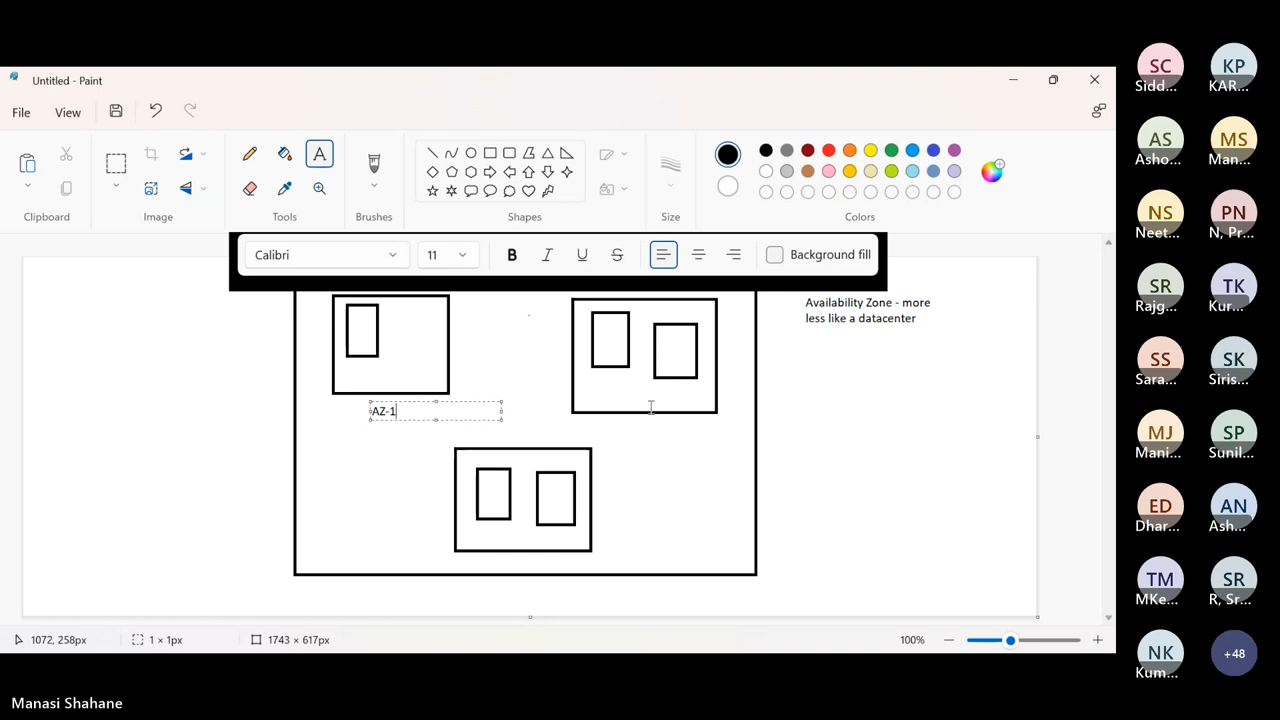 Untitled - Paint
File
View
Clipboard
Image
Tools
Brushes
Shapes
Size
Colors
A
Calibri
11
B
I
U
S
Background fill
Availability Zone - more
less like a datacenter
AZ-1
1072, 258px
1 × 1px
1743 × 617px
100%
Manasi Shahane
SC
Sidd...
KP
KAR...
AS
Asho...
MS
Man...
NS
Neet...
PN
N, Pr...
SR
Rajg...
TK
Kur...
SS
Sara...
SK
Siris...
MJ
Mani...
SP
Sunil...
ED
Dhar...
AN
Ash...
TM
MKe...
SR
R, Sr...
NK
Kum...
+48